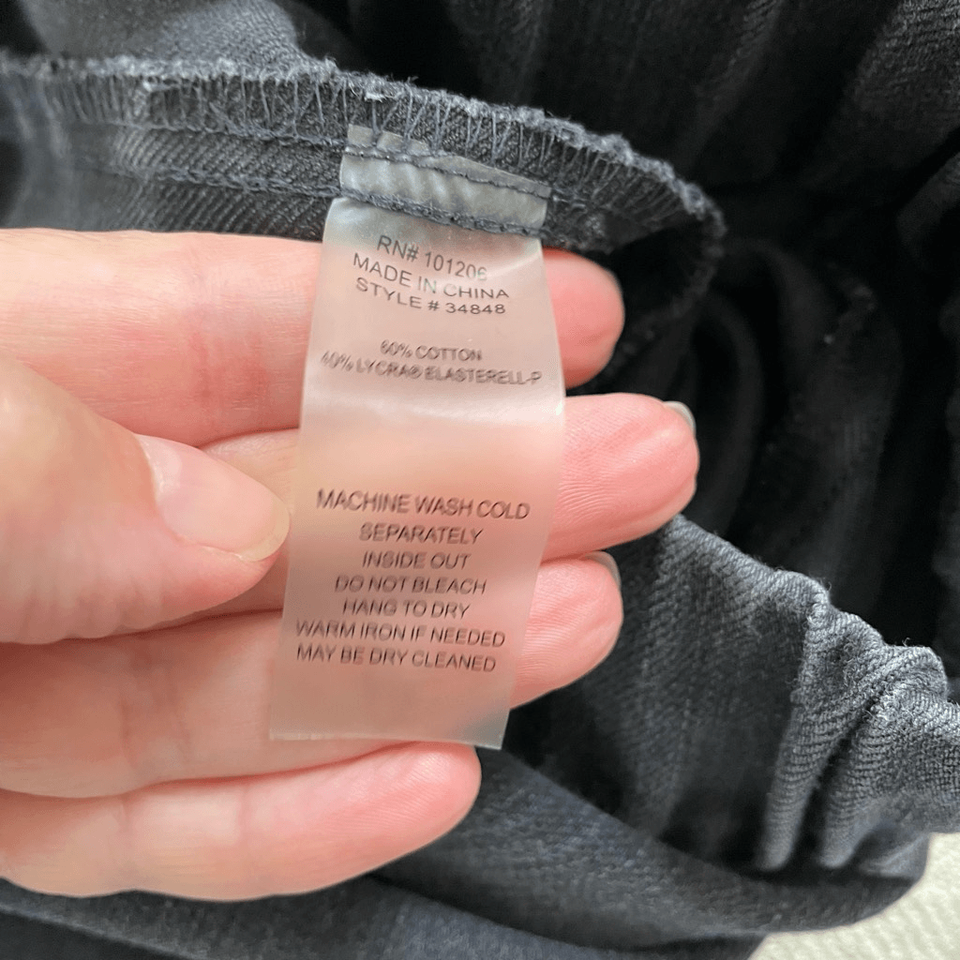 RN# 101206
MADE IN CHINA
STYLE # 34848
60% COTTON
40% LYCRA® ELASTERELL-P
MACHINE WASH COLD
SEPARATELY
INSIDE OUT
DO NOT BLEACH
HANG TO DRY
WARM IRON IF NEEDED
MAY BE DRY CLEANED